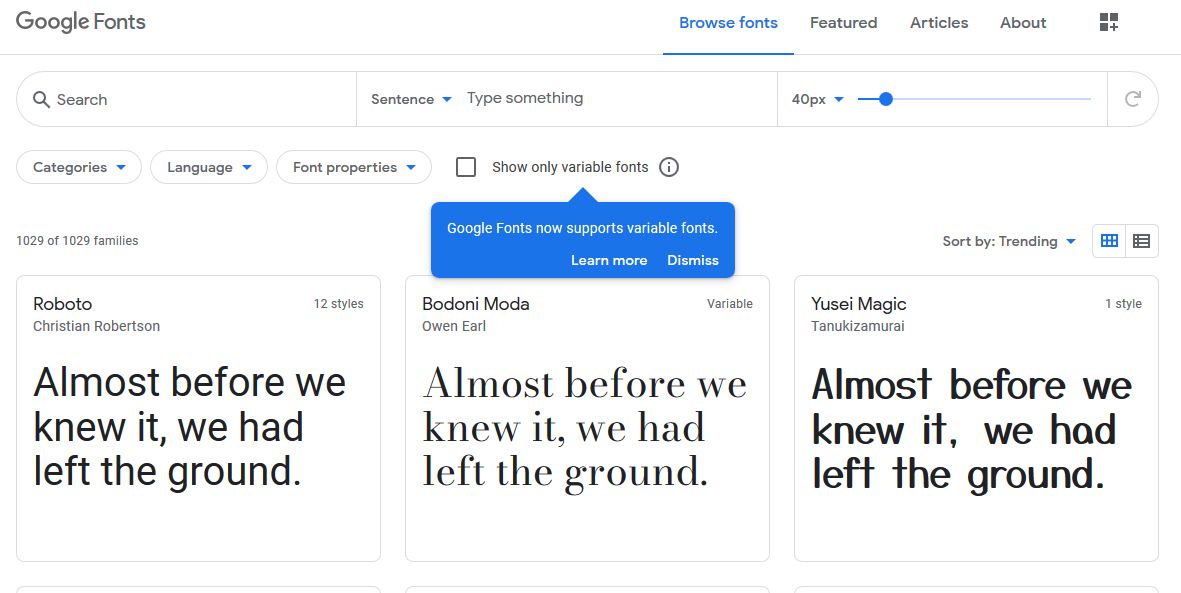 Google Fonts
Browse fonts
Featured
Articles
About
Search
Sentence
Type something
40px
Categories
Language
Font properties
Show only variable fonts
Google Fonts now supports variable fonts.
Learn more
Dismiss
1029 of 1029 families
Sort by: Trending
Roboto
12 styles
Christian Robertson
Almost before we
knew it, we had
left the ground.
Bodoni Moda
Variable
Owen Earl
Almost before we
knew it, we had
left the ground.
Yusei Magic
1 style
Tanukizamurai
Almost before we
knew it, we had
left the ground.